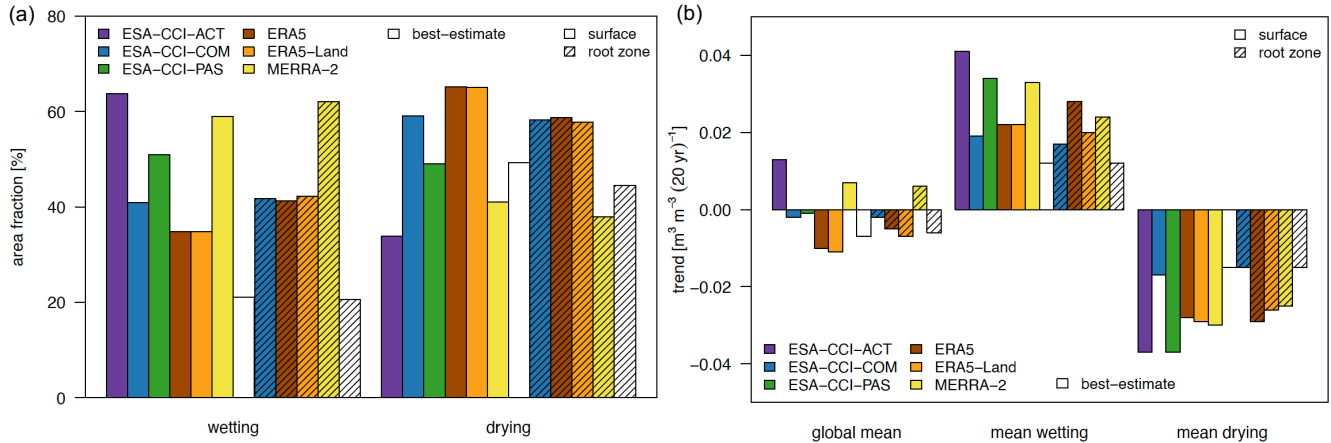 (a)
80
60
40
20
0
area fraction [%]
ESA−CCI−ACT
ESA−CCI−COM
ESA−CCI−PAS
ERA5
ERA5−Land
MERRA−2
best−estimate
surface
root zone
wetting
drying
(b)
0.04
0.02
0.00
−0.02
−0.04
trend [m³ m⁻³ (20 yr)⁻¹]
surface
root zone
ESA−CCI−ACT
ESA−CCI−COM
ESA−CCI−PAS
ERA5
ERA5−Land
MERRA−2
best−estimate
global mean
mean wetting
mean drying